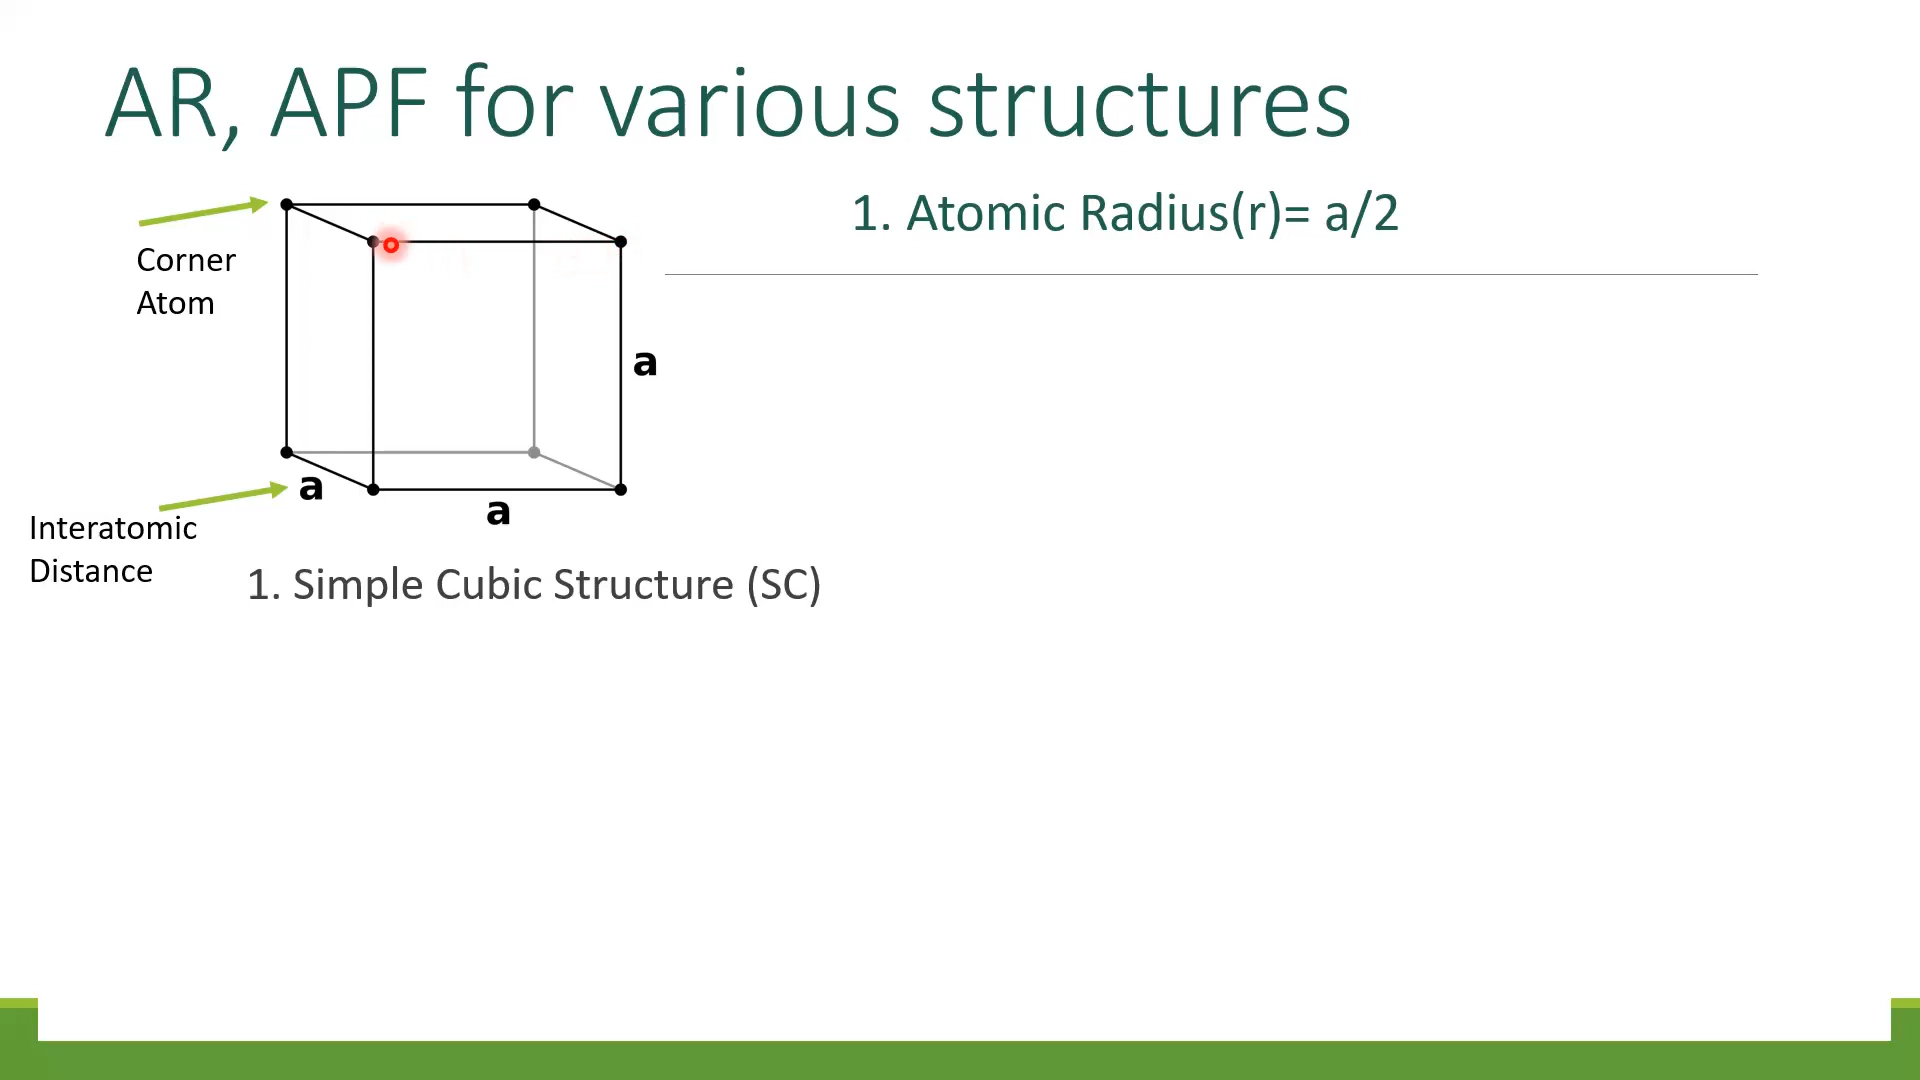 AR, APF for various structures
1. Atomic Radius(r)= a/2
Corner
Atom
a
a
a
Interatomic
Distance
1. Simple Cubic Structure (SC)